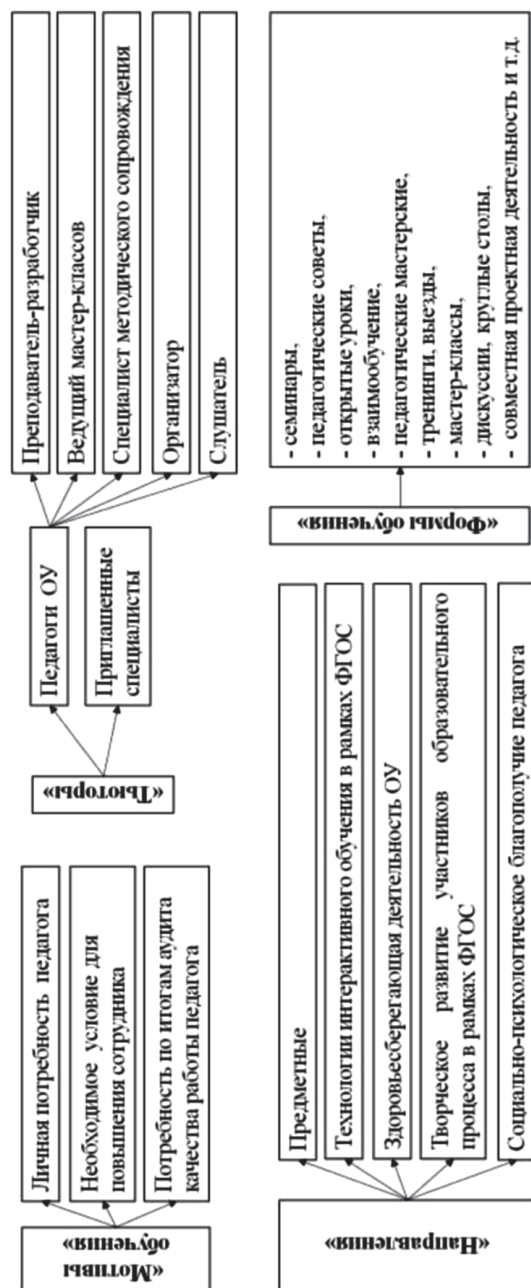 «Мотивы
обучения»
Личная потребность педагога
Необходимое условие для
повышения сотрудника
Потребность по итогам аудита
качества работы педагога
«Тьюторы»
Педагоги ОУ
Приглашенные
специалисты
Преподаватель-разработчик
Ведущий мастер-классов
Специалист методического сопровождения
Организатор
Слушатель
«Направления»
Предметные
Технологии интерактивного обучения в рамках ФГОС
Здоровьесберегающая деятельность ОУ
Творческое развитие участников образовательного
процесса в рамках ФГОС
Социально-психологическое благополучие педагога
«Формы обучения»
- семинары,
- педагогические советы,
- открытые уроки,
- взаимообучение,
- педагогические мастерские,
- тренинги, выезды,
- мастер-классы,
- дискуссии, круглые столы,
- совместная проектная деятельность и т.д.